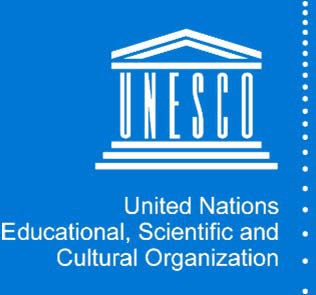 UNESCO
United Nations
Educational, Scientific and
Cultural Organization